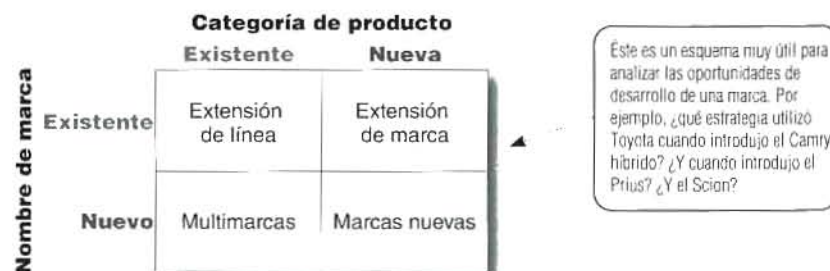 Categoría de producto
Existente Nueva
Nombre de marca
Existente
Extensión de línea
Extensión de marca
Nuevo
Multimarcas
Marcas nuevas
Éste es un esquema muy útil para
analizar las oportunidades de
desarrollo de una marca. Por
ejemplo, ¿qué estrategia utilizó
Toyota cuando introdujo el Camry
híbrido? ¿Y cuando introdujo el
Prius? ¿Y el Scion?